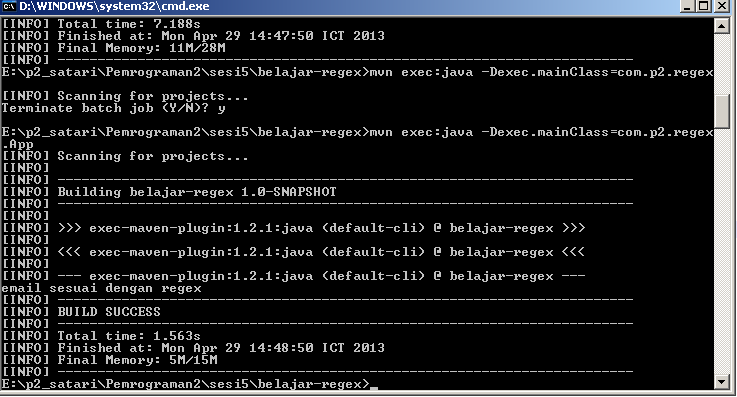 D:\WINDOWS\system32\cmd.exe
[INFO] Total time: 7.188s
[INFO] Finished at: Mon Apr 29 14:47:50 ICT 2013
[INFO] Final Memory: 11M/28M
[INFO] ------------------------------------------------------------------------
E:\p2_satari\Pemrograman2\sesi5\belajar-regex>mvn exec:java -Dexec.mainClass=com.p2.regex
[INFO] Scanning for projects...
Terminate batch job (Y/N)? y
E:\p2_satari\Pemrograman2\sesi5\belajar-regex>mvn exec:java -Dexec.mainClass=com.p2.regex
.App
[INFO] Scanning for projects...
[INFO]
[INFO] ------------------------------------------------------------------------
[INFO] Building belajar-regex 1.0-SNAPSHOT
[INFO] ------------------------------------------------------------------------
[INFO]
[INFO] >>> exec-maven-plugin:1.2.1:java (default-cli) @ belajar-regex >>>
[INFO]
[INFO] <<< exec-maven-plugin:1.2.1:java (default-cli) @ belajar-regex <<<
[INFO]
[INFO] --- exec-maven-plugin:1.2.1:java (default-cli) @ belajar-regex ---
email sesuai dengan regex
[INFO] ------------------------------------------------------------------------
[INFO] BUILD SUCCESS
[INFO] ------------------------------------------------------------------------
[INFO] Total time: 1.563s
[INFO] Finished at: Mon Apr 29 14:48:50 ICT 2013
[INFO] Final Memory: 5M/15M
[INFO] ------------------------------------------------------------------------
E:\p2_satari\Pemrograman2\sesi5\belajar-regex>_